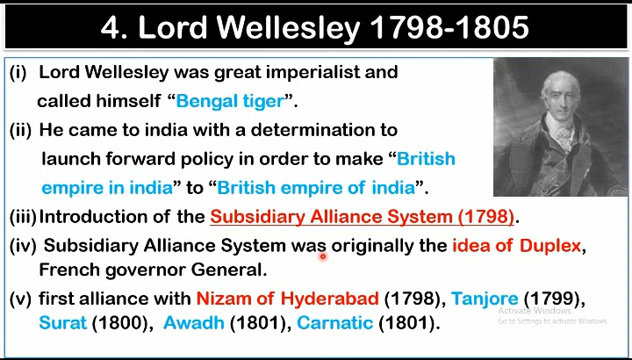 4. Lord Wellesley 1798-1805
(i) Lord Wellesley was great imperialist and
called himself “Bengal tiger”.
(ii) He came to india with a determination to
launch forward policy in order to make “British
empire in india” to “British empire of india”.
(iii) Introduction of the Subsidiary Alliance System (1798).
(iv) Subsidiary Alliance System was originally the idea of Duplex,
French governor General.
(v) first alliance with Nizam of Hyderabad (1798), Tanjore (1799),
Surat (1800), Awadh (1801), Carnatic (1801).
Activate Windows
Go to Settings to activate Windows